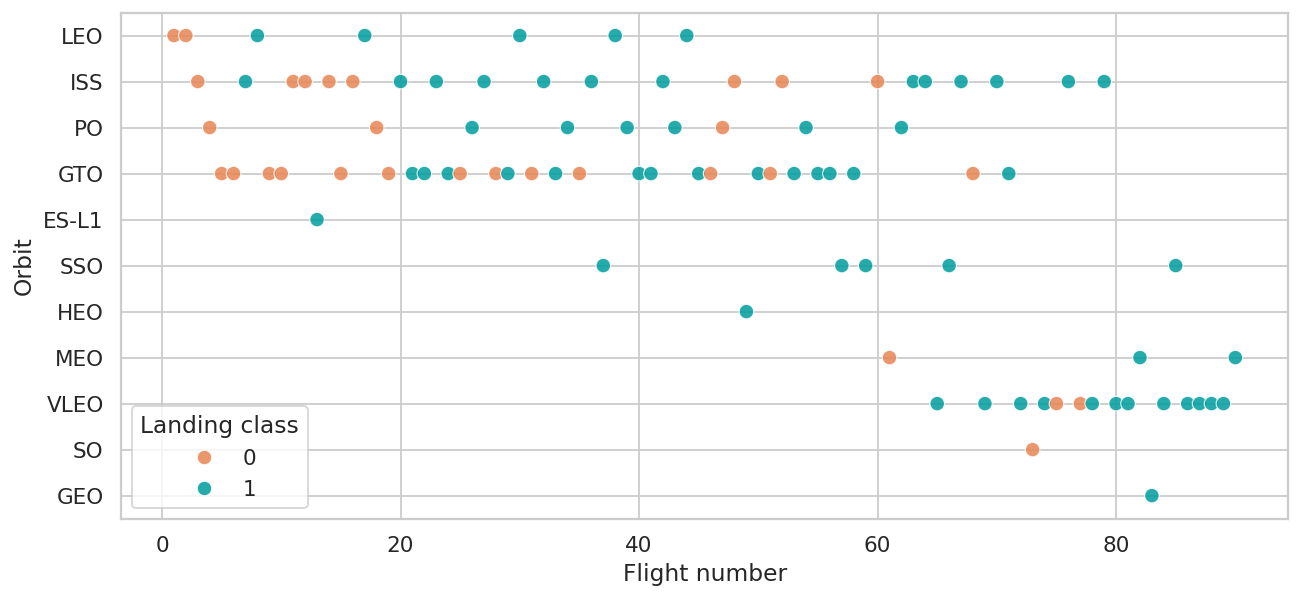 LEO
ISS
PO
GTO
ES-L1
SSO
HEO
MEO
VLEO
SO
GEO
Orbit
Landing class
0
1
0 20 40 60 80
Flight number